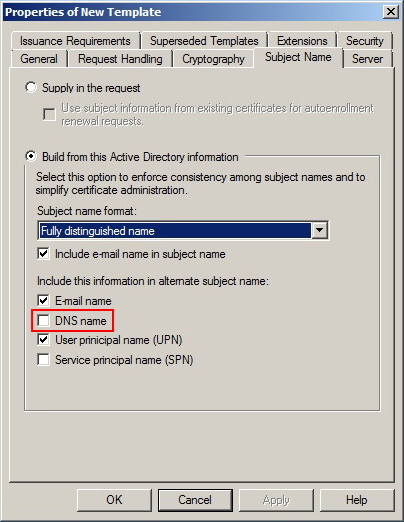 Properties of New Template
Issuance Requirements Superseded Templates Extensions Security
General Request Handling Cryptography Subject Name Server
Supply in the request
Use subject information from existing certificates for autoenrollment
renewal requests.
Build from this Active Directory information
Select this option to enforce consistency among subject names and to
simplify certificate administration.
Subject name format:
Fully distinguished name
Include e-mail name in subject name
Include this information in alternate subject name:
E-mail name
DNS name
User prinicipal name (UPN)
Service principal name (SPN)
OK Cancel Apply Help